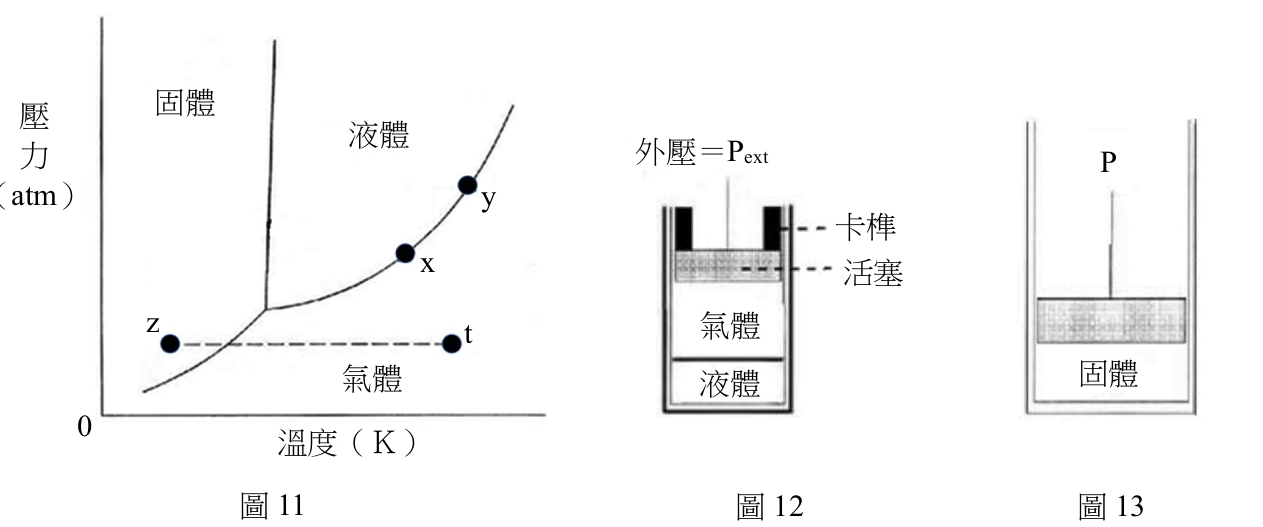 壓
力
（atm）
固體
液體
y
x
z
t
氣體
0
溫度（K）
圖 11
外壓＝Pext
卡榫
活塞
氣體
液體
圖 12
P
固體
圖 13